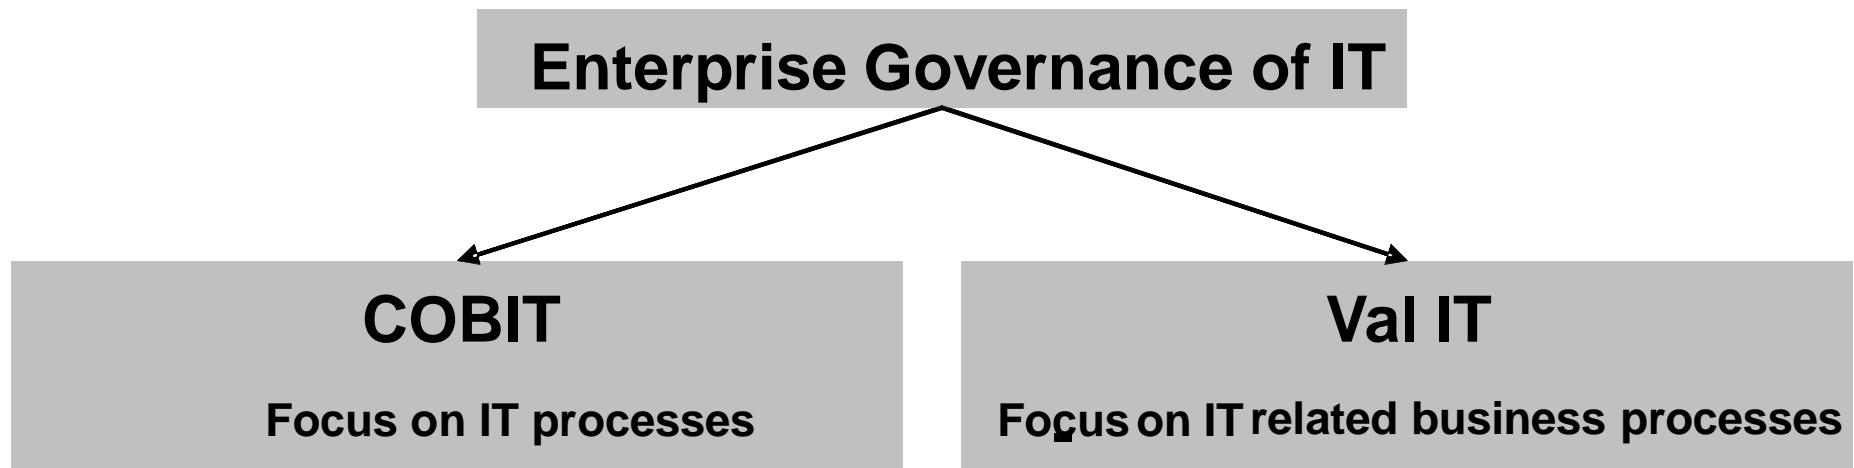 Enterprise Governance of IT
COBIT
Focus on IT processes
Val IT
Focus on IT related business processes